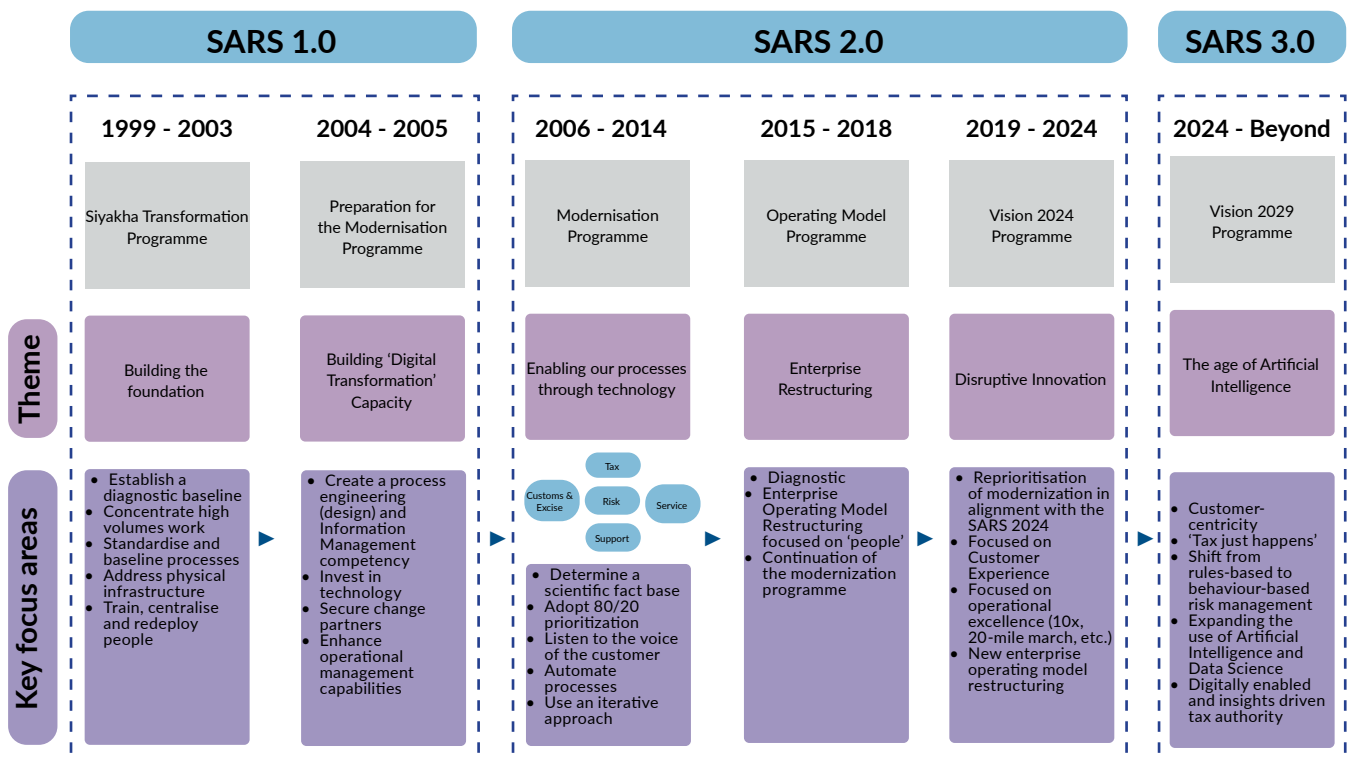 SARS 1.0
SARS 2.0
SARS 3.0
1999 - 2003
2004 - 2005
2006 - 2014
2015 - 2018
2019 - 2024
2024 - Beyond
Siyakha Transformation
Programme
Preparation for
the Modernisation
Programme
Modernisation
Programme
Operating Model
Programme
Vision 2024
Programme
Vision 2029
Programme
Theme
Building the
foundation
Building ‘Digital
Transformation’
Capacity
Enabling our processes
through technology
Enterprise
Restructuring
Disruptive Innovation
The age of Artificial
Intelligence
Key focus areas
• Establish a
diagnostic baseline
• Concentrate high
volumes work
• Standardise and
baseline processes
• Address physical
infrastructure
• Train, centralise
and redeploy
people
• Create a process
engineering
(design) and
Information
Management
competency
• Invest in
technology
• Secure change
partners
• Enhance
operational
management
capabilities
Tax
Customs &
Excise
Risk
Service
Support
• Determine a
scientific fact base
• Adopt 80/20
prioritization
• Listen to the voice
of the customer
• Automate
processes
• Use an iterative
approach
• Diagnostic
• Enterprise
Operating Model
Restructuring
focused on ‘people’
• Continuation of
the modernization
programme
• Reprioritisation
of modernization in
alignment with the
SARS 2024
• Focused on
Customer
Experience
• Focused on
operational
excellence (10x,
20-mile march, etc.)
• New enterprise
operating model
restructuring
• Customer-
centricity
• ‘Tax just happens’
• Shift from
rules-based to
behaviour-based
risk management
• Expanding the
use of Artificial
Intelligence and
Data Science
• Digitally enabled
and insights driven
tax authority